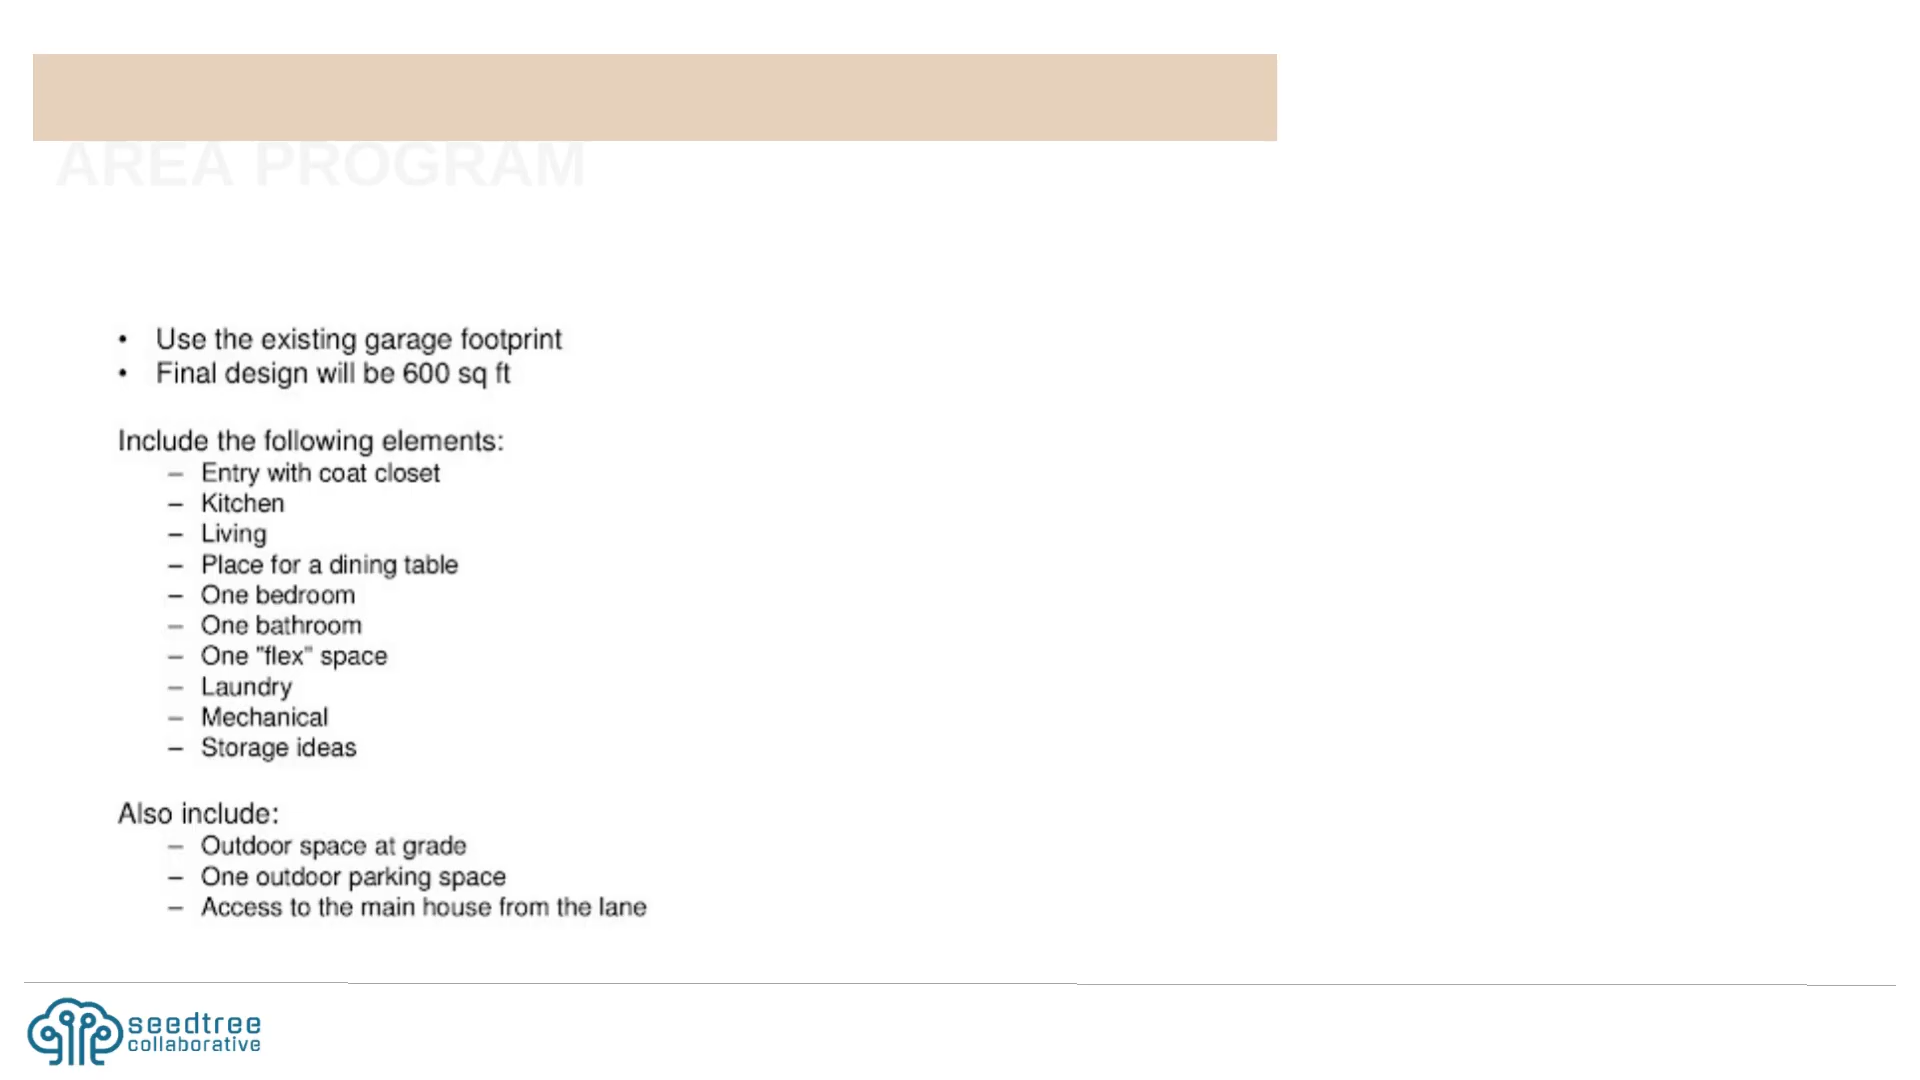 AREA PROGRAM
• Use the existing garage footprint
• Final design will be 600 sq ft
Include the following elements:
– Entry with coat closet
– Kitchen
– Living
– Place for a dining table
– One bedroom
– One bathroom
– One "flex" space
– Laundry
– Mechanical
– Storage ideas
Also include:
– Outdoor space at grade
– One outdoor parking space
– Access to the main house from the lane
seedtree
collaborative